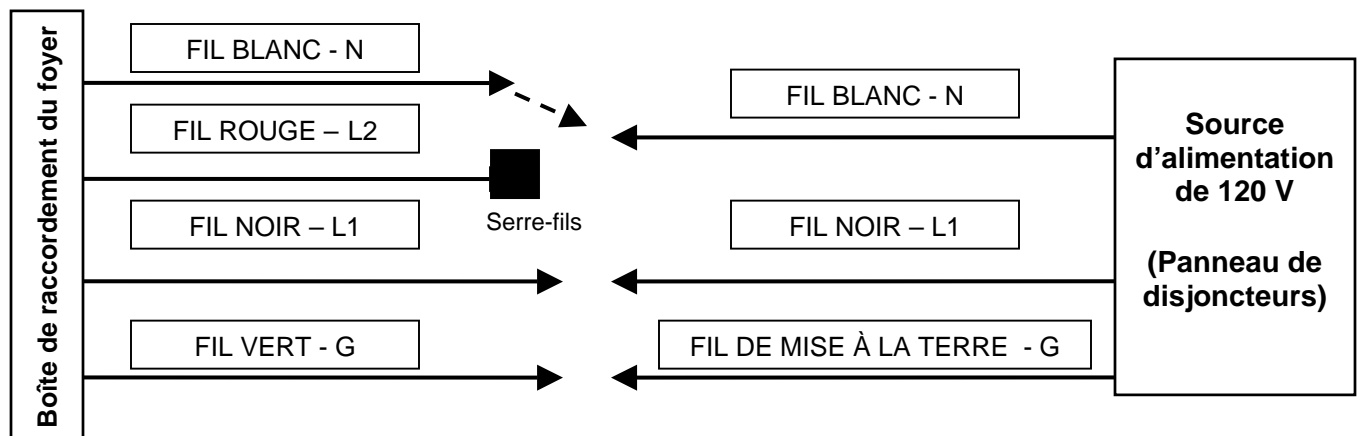 Boîte de raccordement du foyer
FIL BLANC - N
FIL ROUGE – L2
Serre-fils
FIL NOIR – L1
FIL VERT - G
FIL BLANC - N
FIL NOIR – L1
FIL DE MISE À LA TERRE - G
Source
d’alimentation
de 120 V
(Panneau de
disjoncteurs)